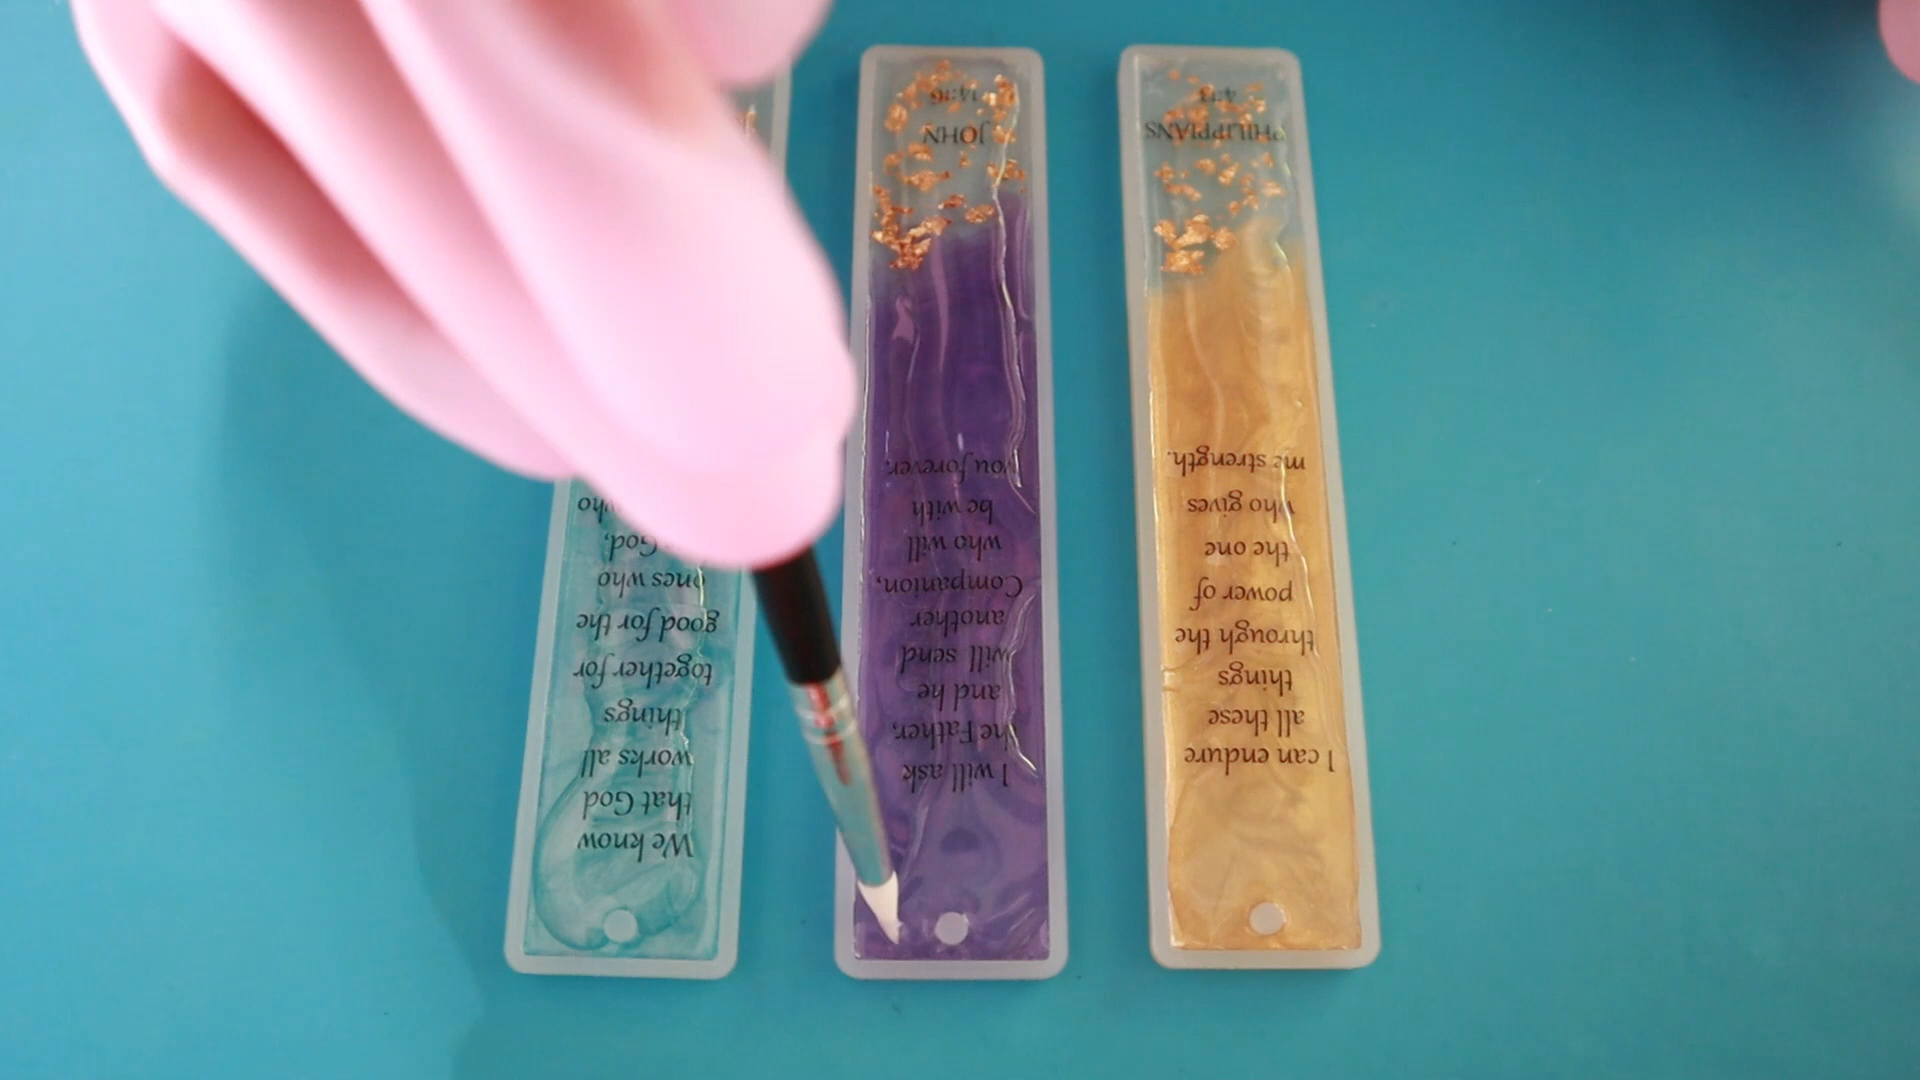 I can endure
all these
things
through the
power of
the one
who gives
me strength.
PHILIPPIANS
4:13
I will ask
the Father,
and he
will send
another
Companion,
who will
be with
you forever.
JOHN
14:16
We know
that God
works all
things
together for
good for the
ones who
God,
who